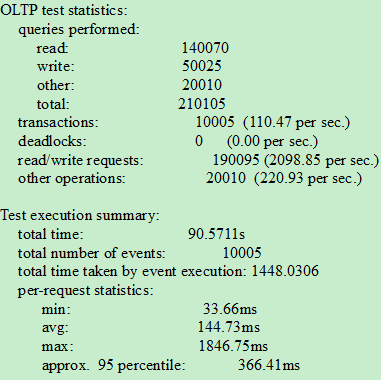 OLTP test statistics:
queries performed:
read: 140070
write: 50025
other: 20010
total: 210105
transactions: 10005 (110.47 per sec.)
deadlocks: 0 (0.00 per sec.)
read/write requests: 190095 (2098.85 per sec.)
other operations: 20010 (220.93 per sec.)
Test execution summary:
total time: 90.5711s
total number of events: 10005
total time taken by event execution: 1448.0306
per-request statistics:
min: 33.66ms
avg: 144.73ms
max: 1846.75ms
approx. 95 percentile: 366.41ms